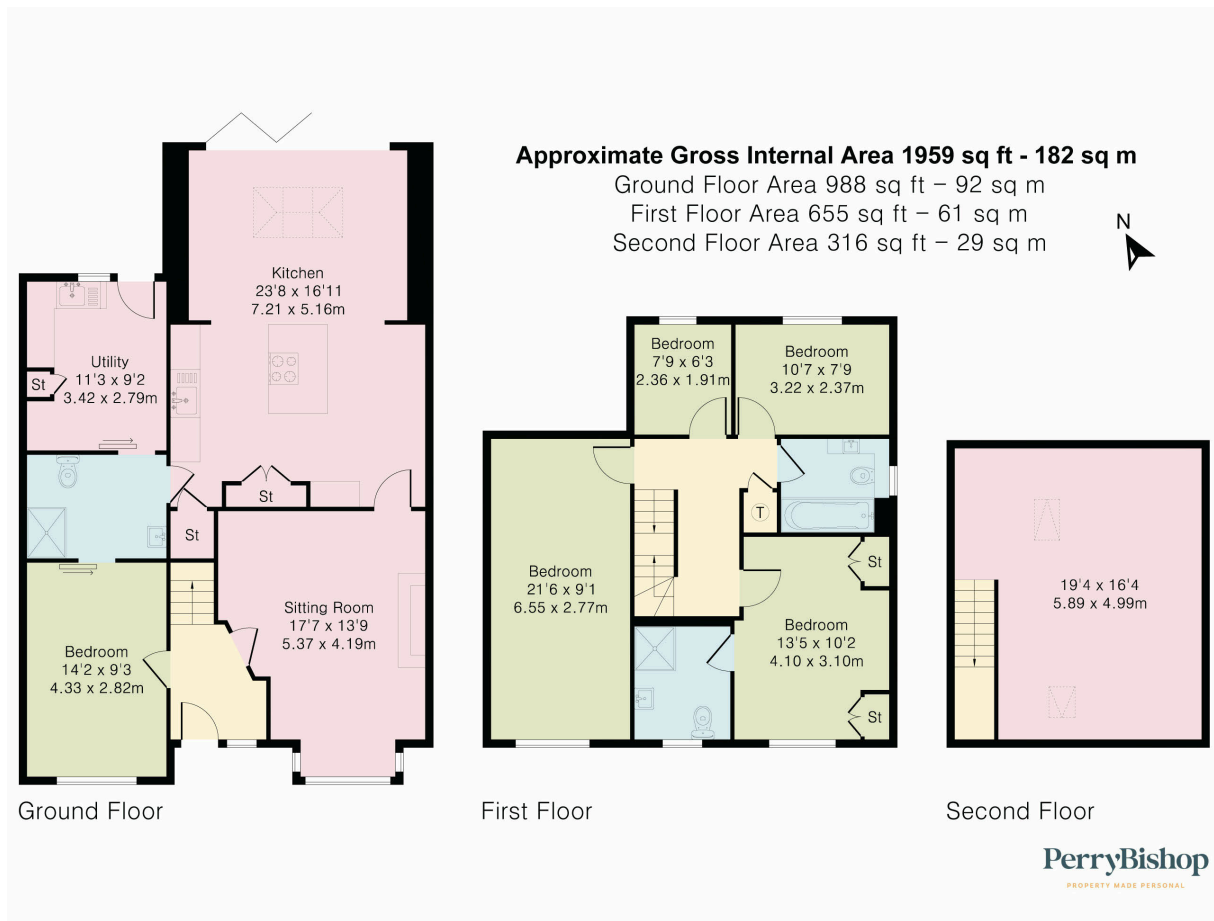 Approximate Gross Internal Area 1959 sq ft - 182 sq m
Ground Floor Area 988 sq ft – 92 sq m
First Floor Area 655 sq ft – 61 sq m
Second Floor Area 316 sq ft – 29 sq m
N
Kitchen
23'8 x 16'11
7.21 x 5.16m
Utility
11'3 x 9'2
3.42 x 2.79m
St
St
St
Sitting Room
17'7 x 13'9
5.37 x 4.19m
Bedroom
14'2 x 9'3
4.33 x 2.82m
Ground Floor
Bedroom
7'9 x 6'3
2.36 x 1.91m
Bedroom
10'7 x 7'9
3.22 x 2.37m
T
Bedroom
21'6 x 9'1
6.55 x 2.77m
St
Bedroom
13'5 x 10'2
4.10 x 3.10m
St
First Floor
19'4 x 16'4
5.89 x 4.99m
Second Floor
PerryBishop
PROPERTY MADE PERSONAL